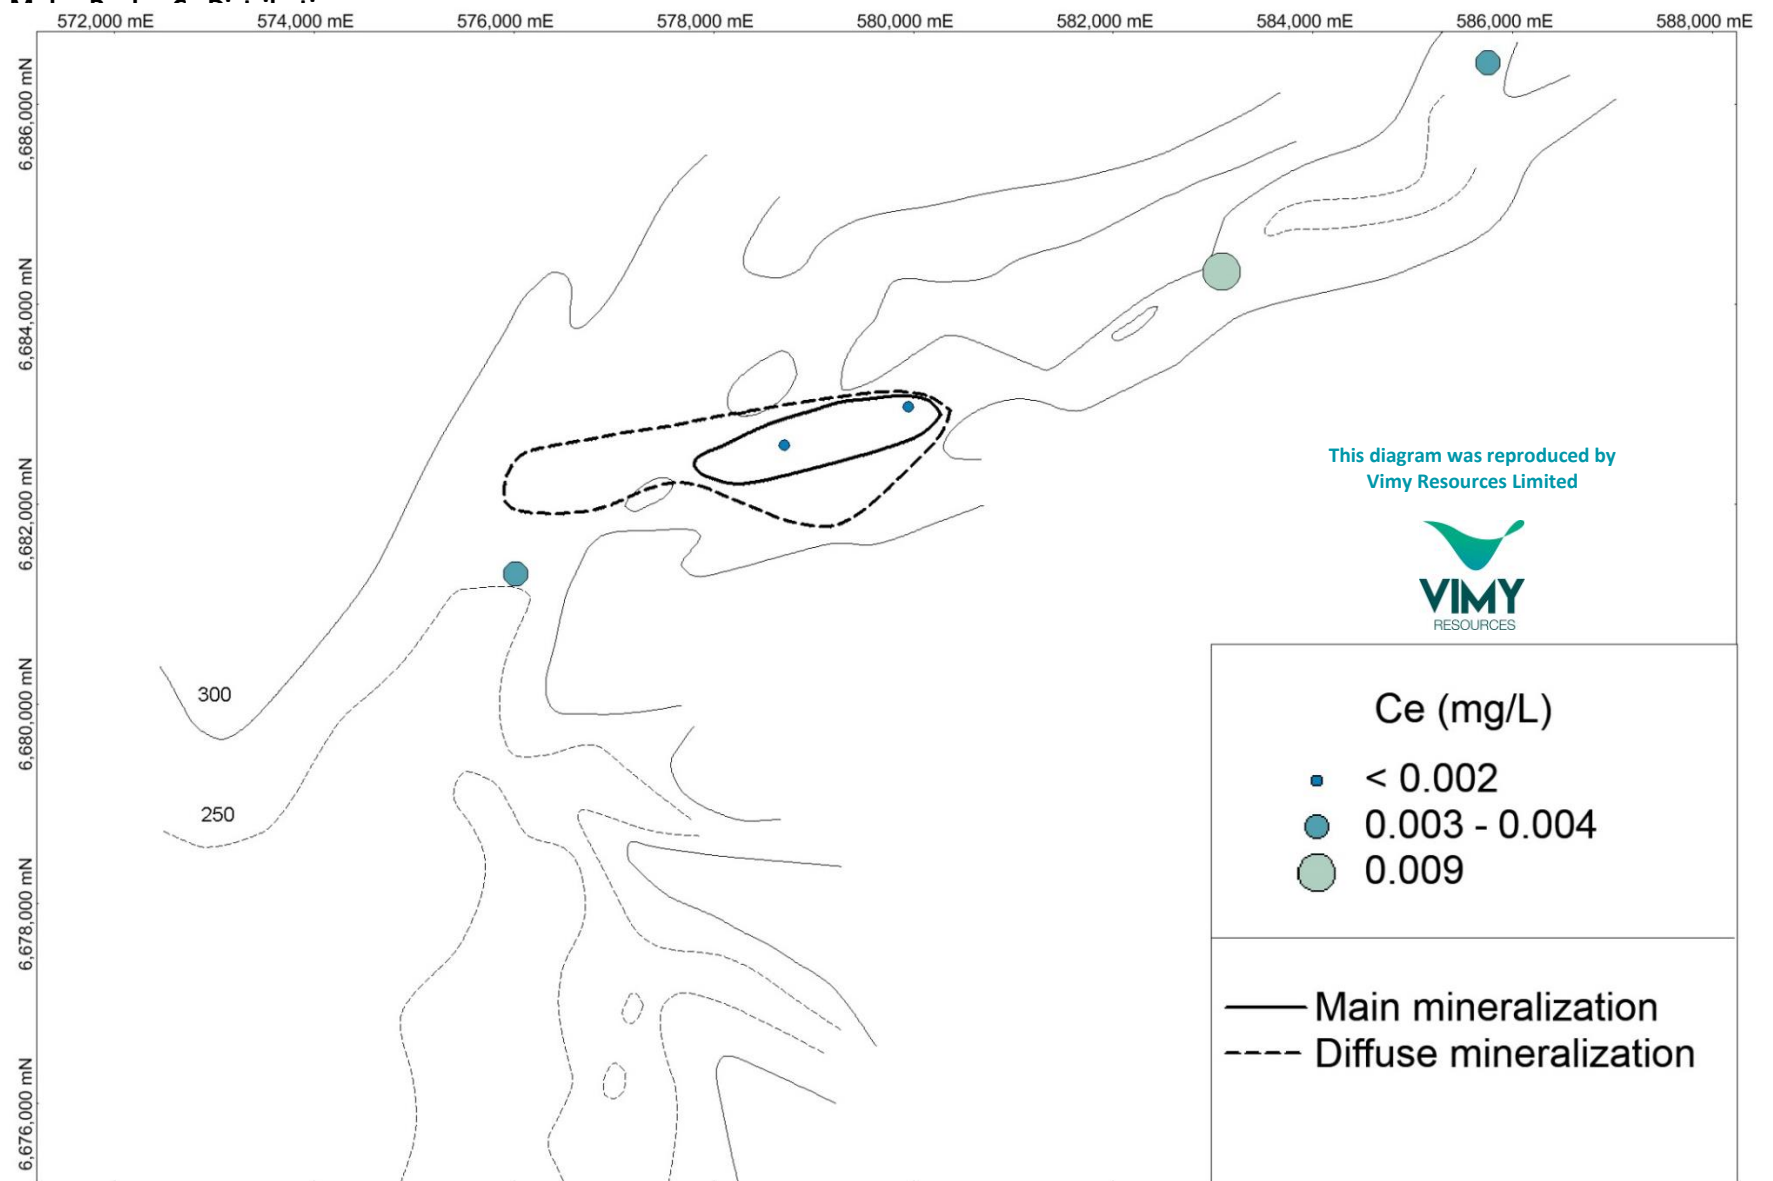 572,000 mE 574,000 mE 576,000 mE 578,000 mE 580,000 mE 582,000 mE 584,000 mE 586,000 mE 588,000 mE
6,686,000 mN
6,684,000 mN
6,682,000 mN
6,680,000 mN
6,678,000 mN
6,676,000 mN
300
250
This diagram was reproduced by
Vimy Resources Limited
VIMY
RESOURCES
Ce (mg/L)
< 0.002
0.003 - 0.004
0.009
Main mineralization
Diffuse mineralization